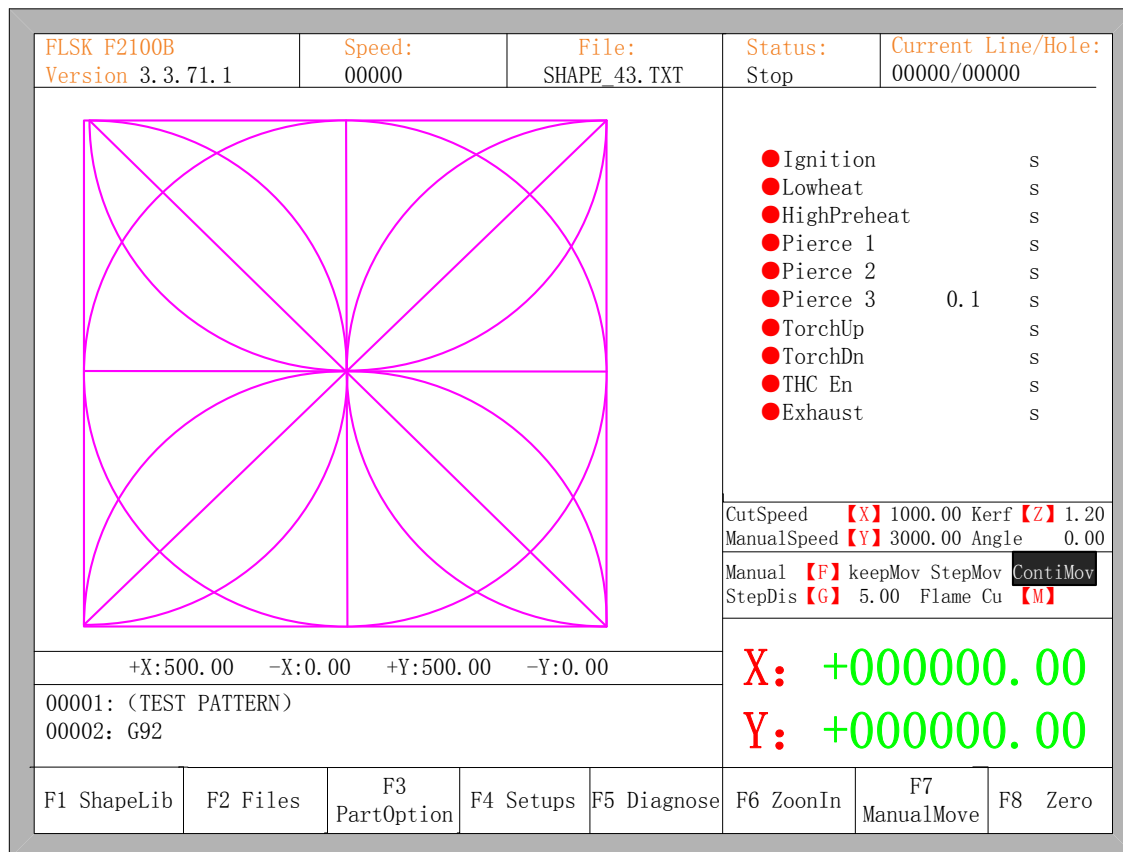 FLSK F2100B
Version 3.3.71.1
Speed:
00000
File:
SHAPE_43.TXT
Status:
Stop
Current Line/Hole:
00000/00000
Ignition s
Lowheat s
HighPreheat s
Pierce 1 s
Pierce 2 s
Pierce 3 0.1 s
TorchUp s
TorchDn s
THC En s
Exhaust s
CutSpeed 【X】 1000.00 Kerf【Z】 1.20
ManualSpeed【Y】 3000.00 Angle 0.00
Manual 【F】keepMov StepMov ContiMov
StepDis【G】 5.00 Flame Cu 【M】
+X:500.00 -X:0.00 +Y:500.00 -Y:0.00
00001: (TEST PATTERN)
00002: G92
X: +000000.00
Y: +000000.00
F1 ShapeLib
F2 Files
F3
PartOption
F4 Setups
F5 Diagnose
F6 ZoonIn
F7
ManualMove
F8 Zero